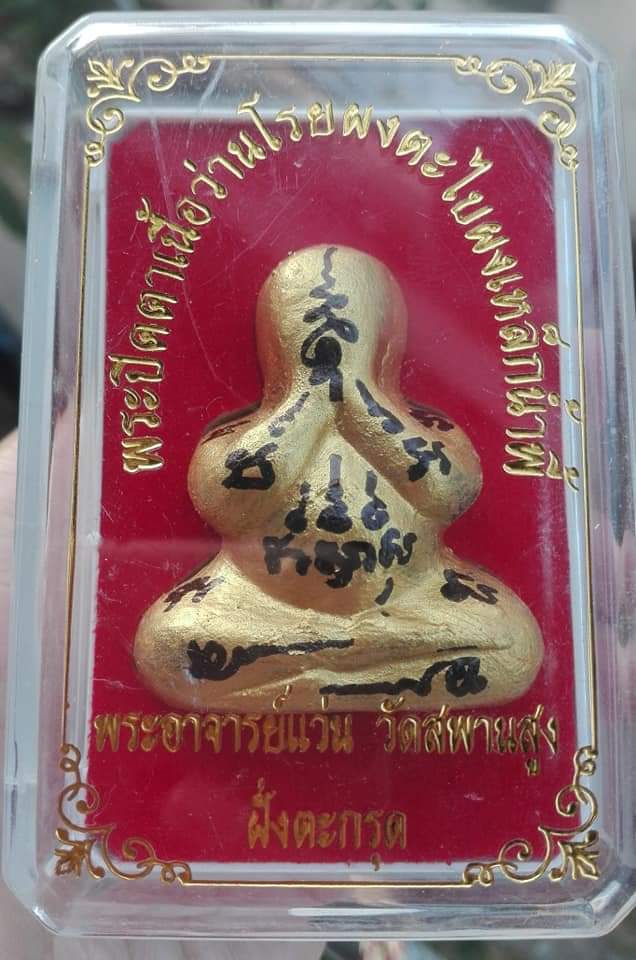 พระปิดตาเนื้อว่านโรยผงตะไบผงเหล็กน้ำพี้
พระอาจารย์แว่น วัดสพานสูง
ฝังตะกรุด